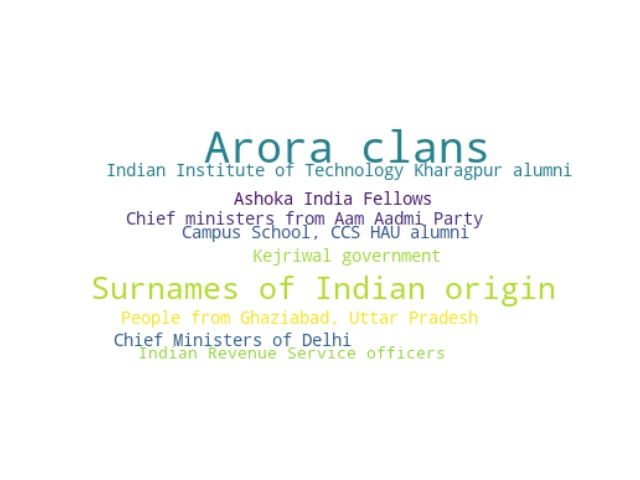 Arora clans
Indian Institute of Technology Kharagpur alumni
Ashoka India Fellows
Chief ministers from Aam Aadmi Party
Campus School, CCS HAU alumni
Kejriwal government
Surnames of Indian origin
People from Ghaziabad, Uttar Pradesh
Chief Ministers of Delhi
Indian Revenue Service officers